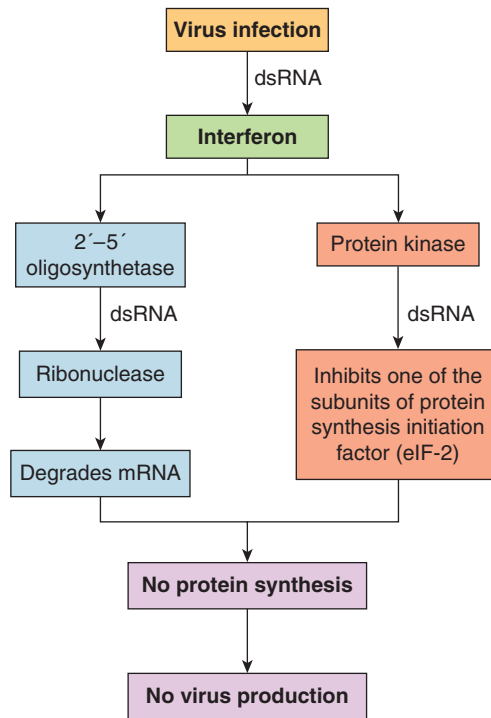 Virus infection
dsRNA
Interferon
2´–5´
oligosynthetase
Protein kinase
dsRNA
dsRNA
Ribonuclease
Inhibits one of the
subunits of protein
synthesis initiation
factor (eIF-2)
Degrades mRNA
No protein synthesis
No virus production